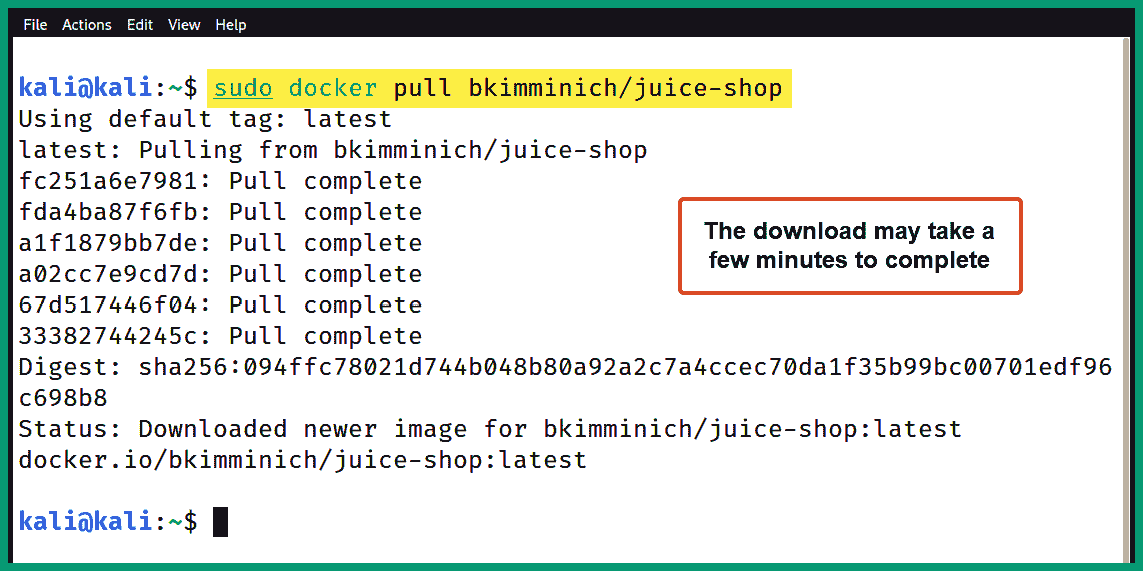 File Actions Edit View Help
kali@kali:~$ sudo docker pull bkimminich/juice-shop
Using default tag: latest
latest: Pulling from bkimminich/juice-shop
fc251a6e7981: Pull complete
fda4ba87f6fb: Pull complete
a1f1879bb7de: Pull complete
a02cc7e9cd7d: Pull complete
67d517446f04: Pull complete
33382744245c: Pull complete
The download may take a
few minutes to complete
Digest: sha256:094ffc78021d744b048b80a92a2c7a4ccec70da1f35b99bc00701edf96
c698b8
Status: Downloaded newer image for bkimminich/juice-shop:latest
docker.io/bkimminich/juice-shop:latest
kali@kali:~$